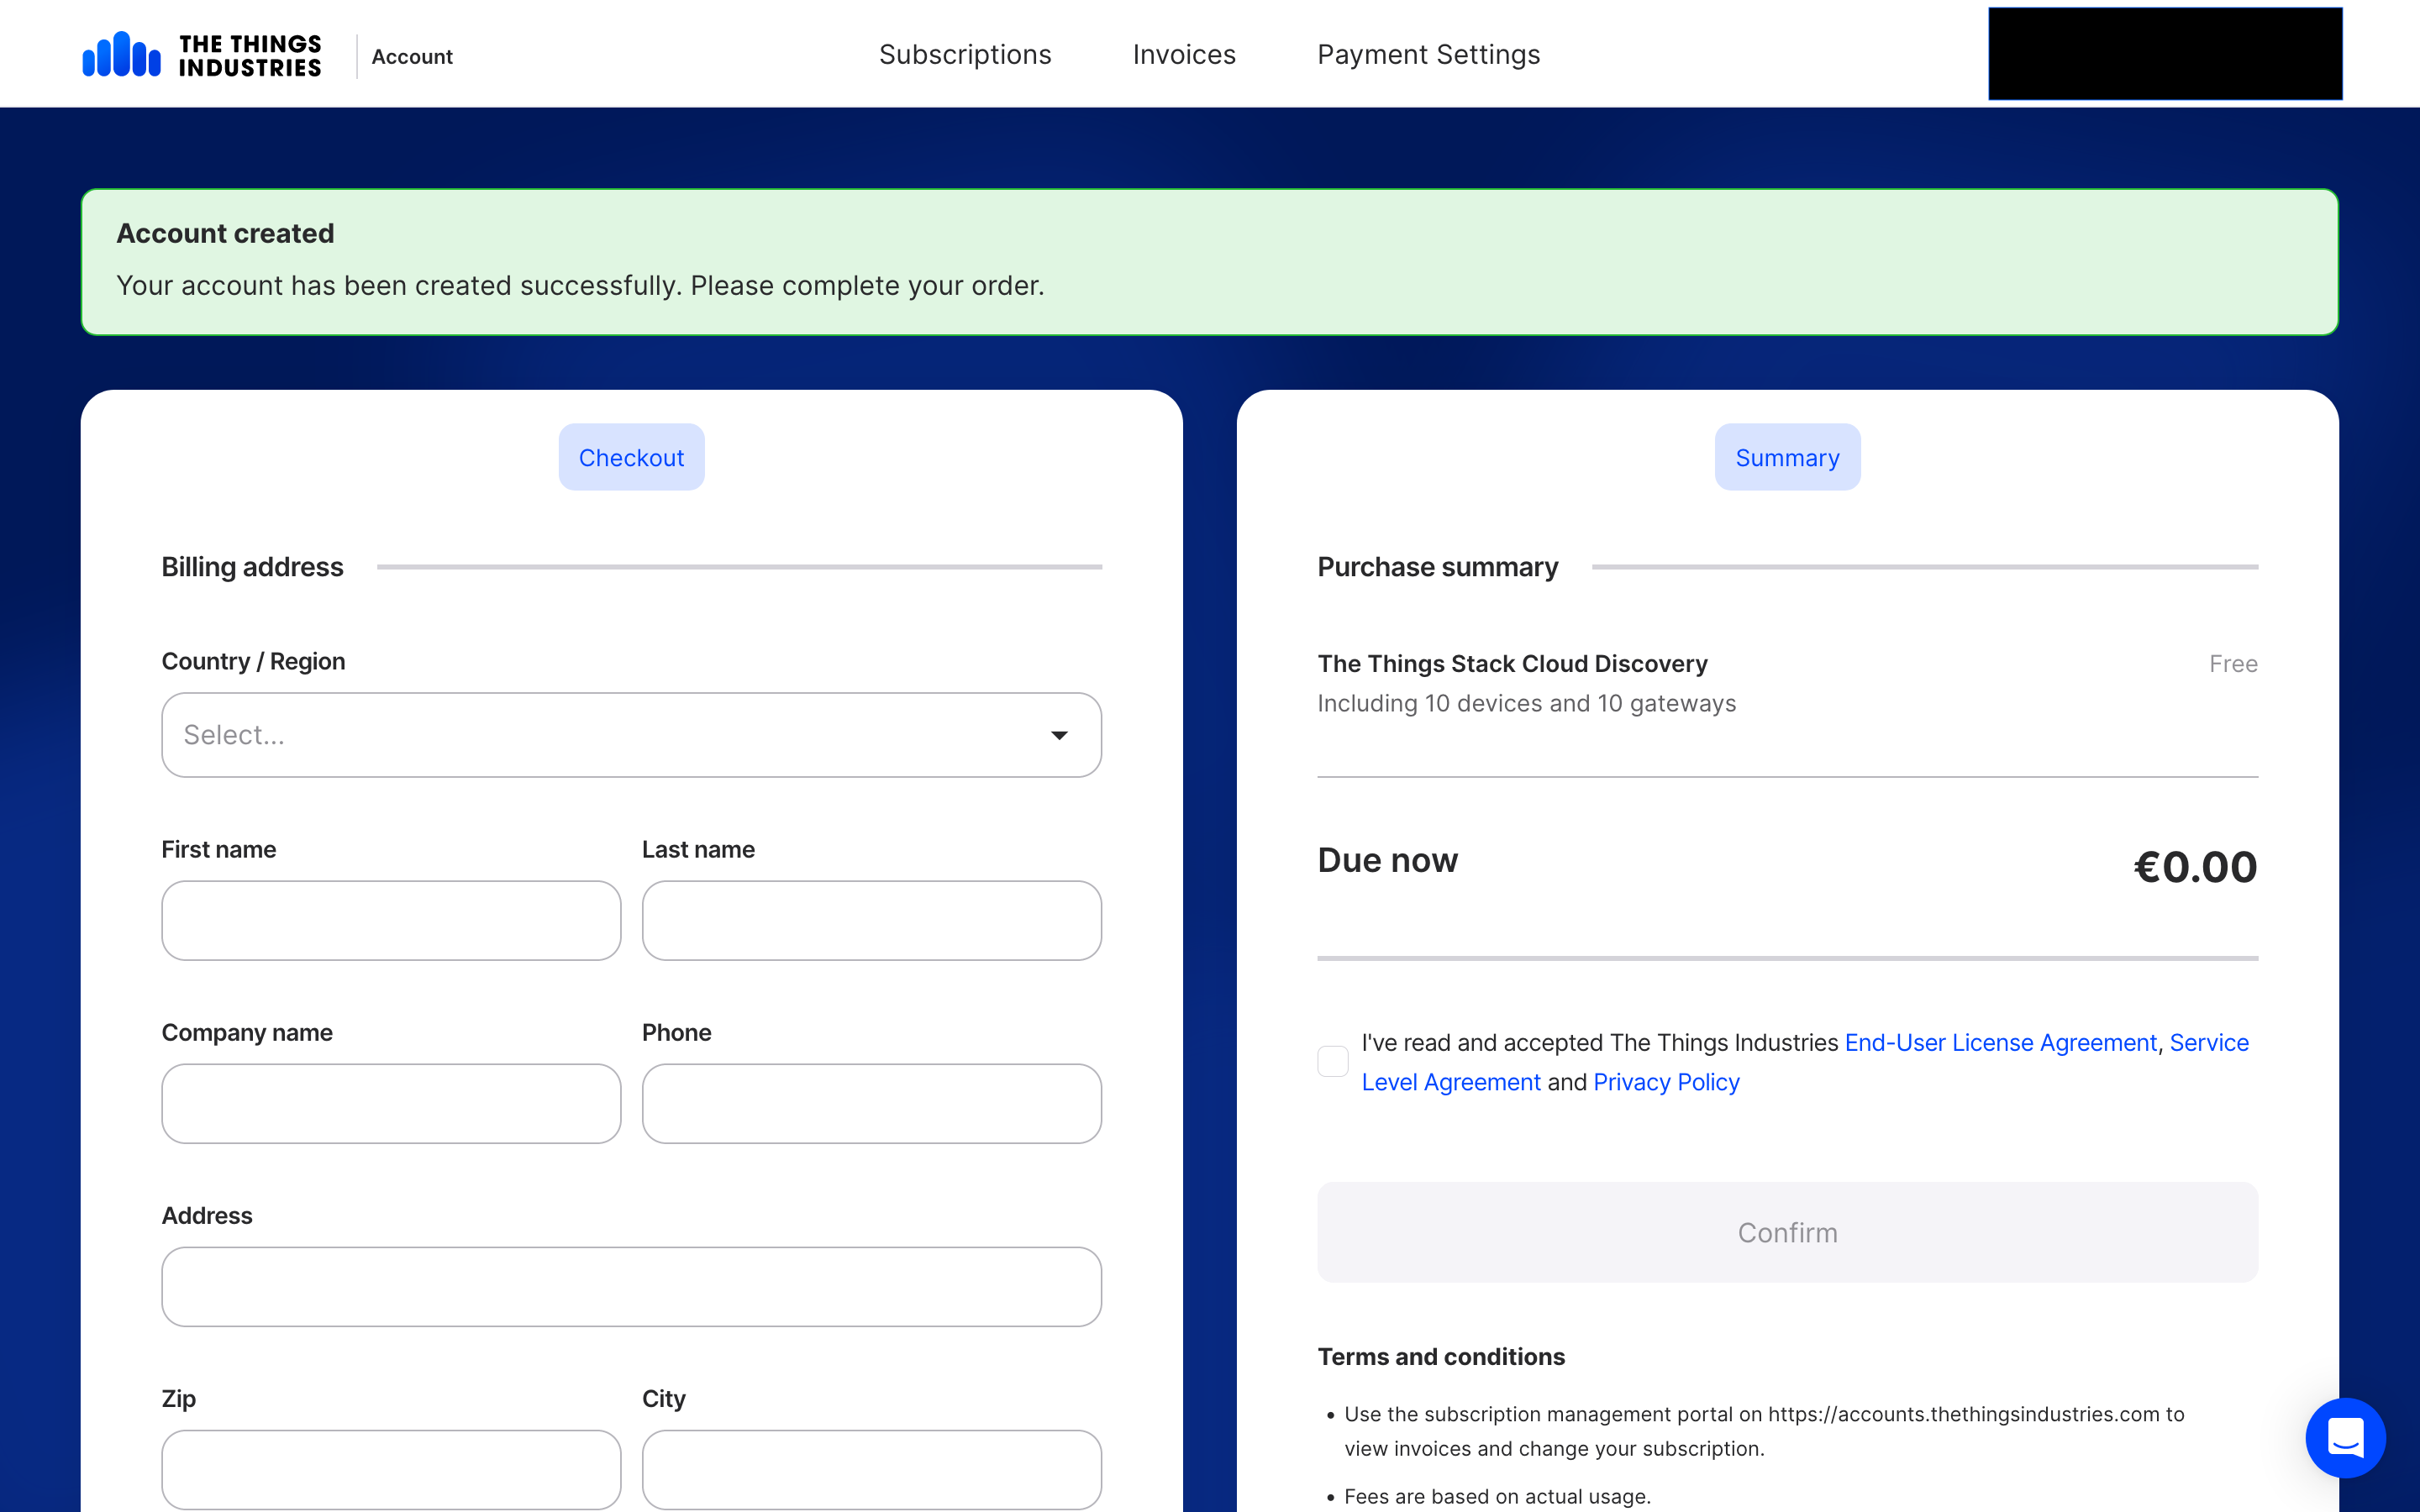 THE THINGS
INDUSTRIES
Account
Subscriptions
Invoices
Payment Settings
Account created
Your account has been created successfully. Please complete your order.
Checkout
Billing address
Country / Region
Select...
First name
Last name
Company name
Phone
Address
Zip
City
Summary
Purchase summary
The Things Stack Cloud Discovery
Free
Including 10 devices and 10 gateways
Due now
€0.00
I've read and accepted The Things Industries End-User License Agreement, Service
Level Agreement and Privacy Policy
Confirm
Terms and conditions
• Use the subscription management portal on https://accounts.thethingsindustries.com to
view invoices and change your subscription.
• Fees are based on actual usage.